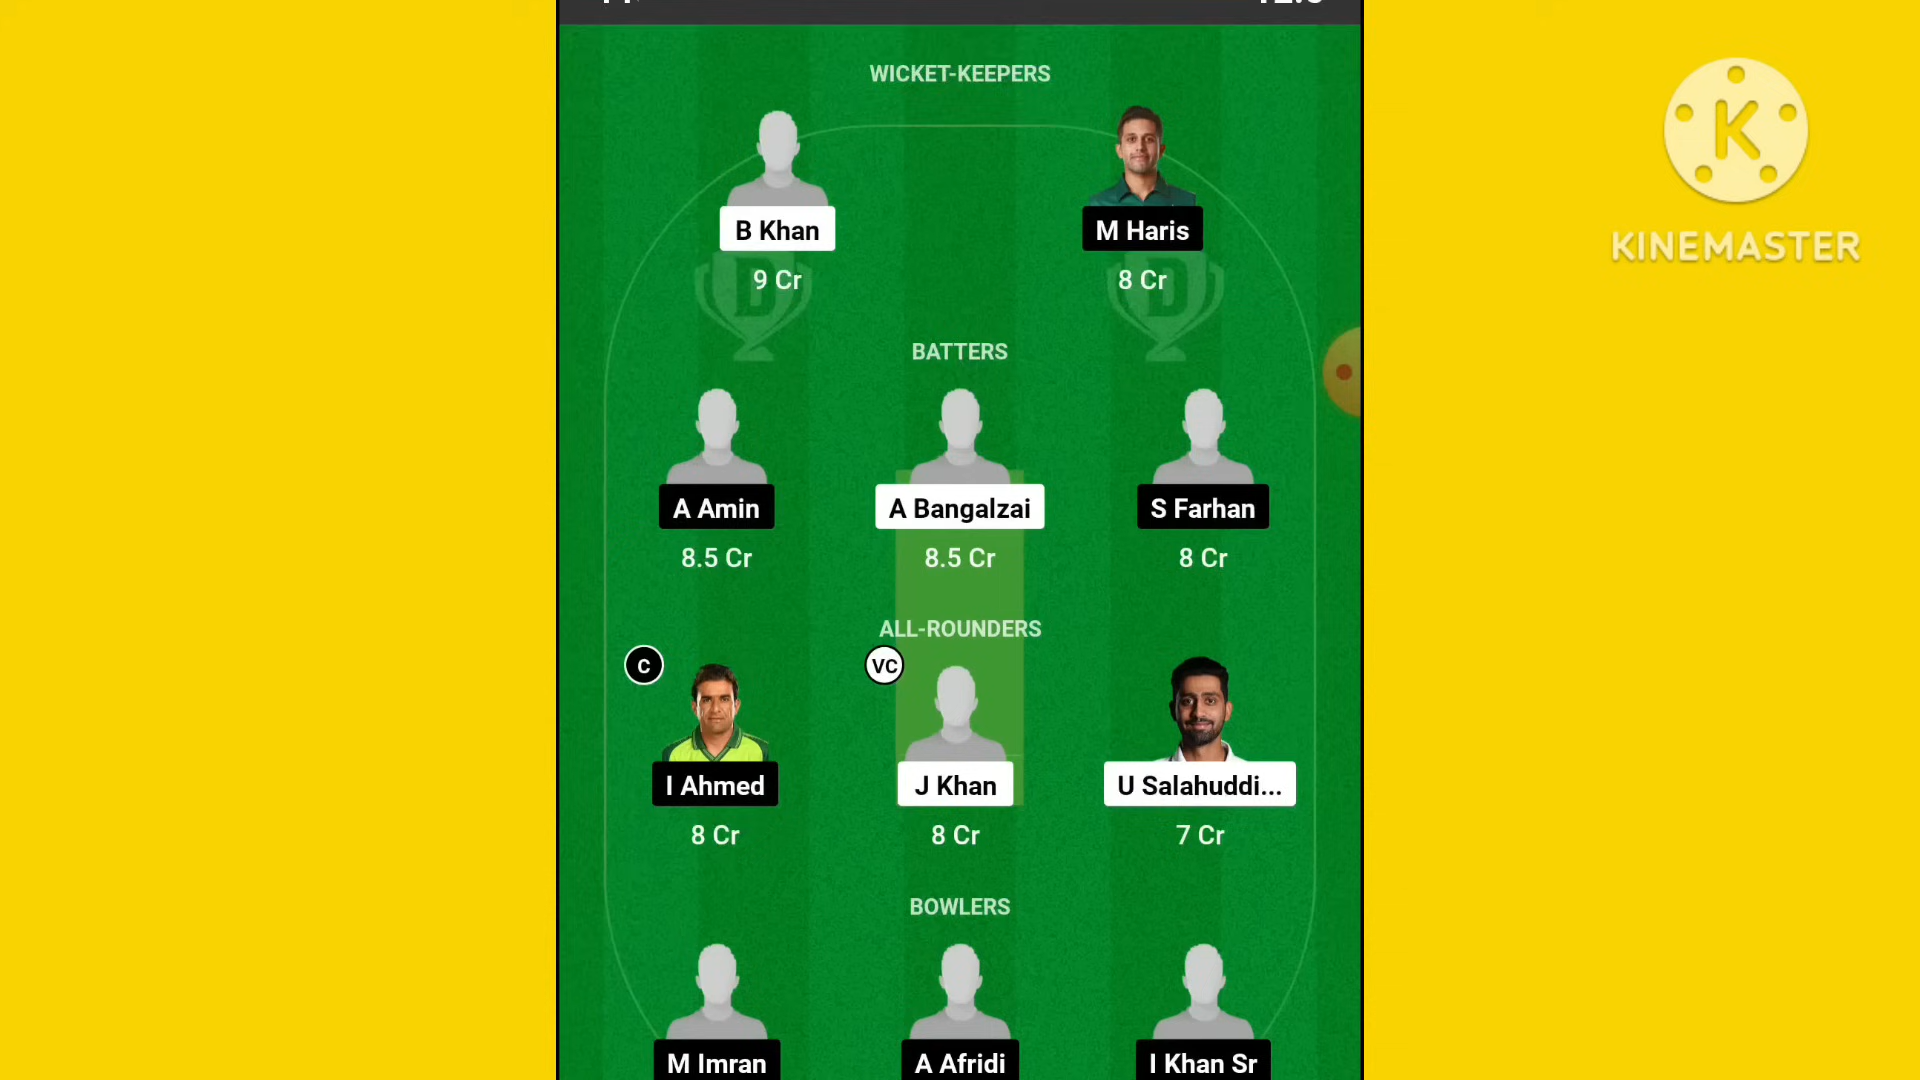 WICKET-KEEPERS
B Khan
M Haris
9 Cr
8 Cr
BATTERS
A Amin
A Bangalzai
S Farhan
8.5 Cr
8.5 Cr
8 Cr
ALL-ROUNDERS
C
VC
I Ahmed
J Khan
U Salahuddi...
8 Cr
8 Cr
7 Cr
BOWLERS
M Imran
A Afridi
I Khan Sr
K
KINEMASTER